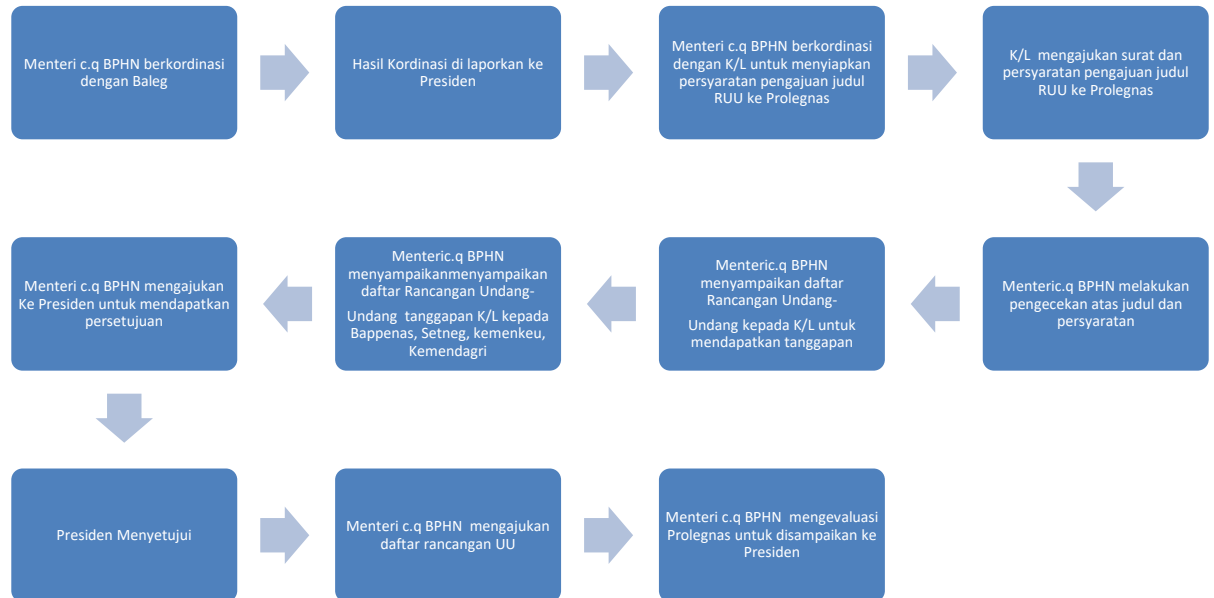 Menteri c.q BPHN berkordinasi
dengan Baleg
Hasil Kordinasi di laporkan ke
Presiden
Menteri c.q BPHN berkordinasi
dengan K/L untuk menyiapkan
persyaratan pengajuan judul
RUU ke Prolegnas
K/L mengajukan surat dan
persyaratan pengajuan judul
RUU ke Prolegnas
Menteric.q BPHN melakukan
pengecekan atas judul dan
persyaratan
Menteric.q BPHN
menyampaikan daftar
Rancangan Undang-
Undang kepada K/L untuk
mendapatkan tanggapan
Menteric.q BPHN
menyampaikanmenyampaikan
daftar Rancangan Undang-
Undang tanggapan K/L kepada
Bappenas, Setneg, kemenkeu,
Kemendagri
Menteri c.q BPHN mengajukan
Ke Presiden untuk mendapatkan
persetujuan
Presiden Menyetujui
Menteri c.q BPHN mengajukan
daftar rancangan UU
Menteri c.q BPHN mengevaluasi
Prolegnas untuk disampaikan ke
Presiden